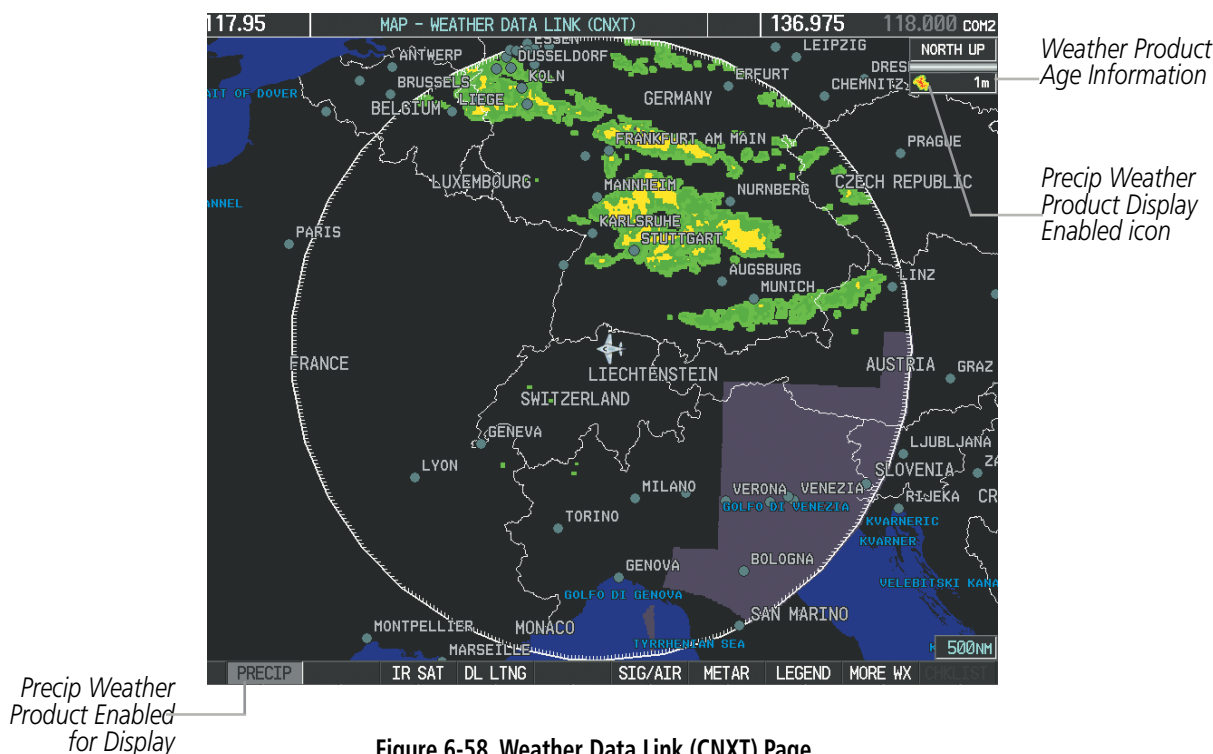 117.95
MAP - WEATHER DATA LINK (CNXT)
136.975
118.000 COM2
NORTH UP
1m
Weather Product
Age Information
Precip Weather
Product Display
Enabled icon
ESSEN
LEIPZIG
ANTWERP
DUSSELDORF
BRUSSELS
KOLN
ERFURT
CHEMNITZ
AIT OF DOVER
BELGIUM
LIEGE
GERMANY
FRANKFURT AM MAIN
PRAGUE
LUXEMBOURG
MANNHEIM
NURNBERG
CZECH REPUBLIC
ANNEL
PARIS
KARLSRUHE
STUTTGART
AUGSBURG
MUNICH
LINZ
FRANCE
LIECHTENSTEIN
AUSTRIA
GRAZ
SWITZERLAND
GENEVA
LJUBLJANA
LYON
SLOVENIA
ZA
MILANO
VERONA
VENEZIA
RIJEKA
CR
GOLFO DI VENEZIA
TORINO
KVARNERIC
KVARNER
GENOVA
BOLOGNA
VELEBITSKI KANA
GOLFO DI GENOVA
SAN MARINO
MONTPELLIER
MONACO
TYRRHENIAN SEA
MARSEILLE
500NM
PRECIP
IR SAT
DL LTNG
SIG/AIR
METAR
LEGEND
MORE WX
CHKLIST
Precip Weather
Product Enabled
for Display
Figure 6-58 Weather Data Link (CNXT) Page